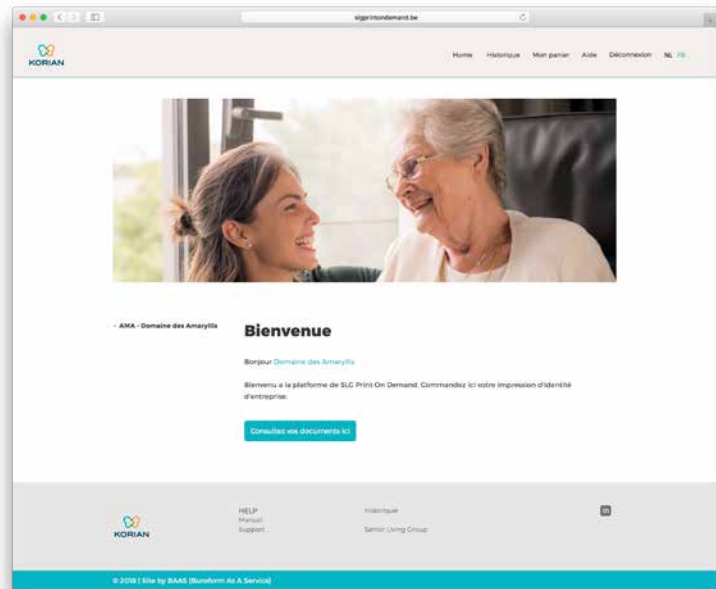 slgprintondemand.be
KORIAN
Home Historique Mon panier Aide Déconnexion NL FR
- AMA - Domaine des Amaryllis
Bienvenue
Bonjour Domaine des Amaryllis
Bienvenu a la platforme de SLG Print On Demand. Commandez ici votre impression d'identité
d'entreprise.
Consultez vos documents ici
KORIAN
HELP
Manuel
Support
Historique
Senior Living Group
in
© 2018 | Site by BAAS (Buroform As A Service)